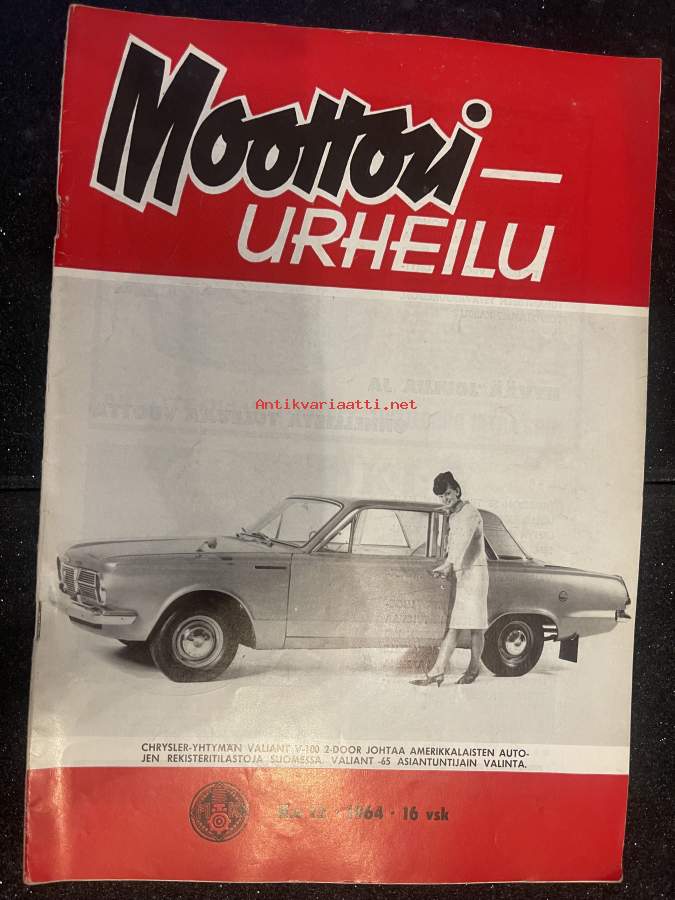 Moottori-
URHEILU
Antikvariaatti.net
CHRYSLER-YHTYMÄN VALIANT V-100 2-DOOR JOHTAA AMERIKKALAISTEN AUTO-
JEN REKISTERITILASTOJA SUOMESSA. VALIANT -65 ASIANTUNTIJAIN VALINTA.
1964 · 16 vsk